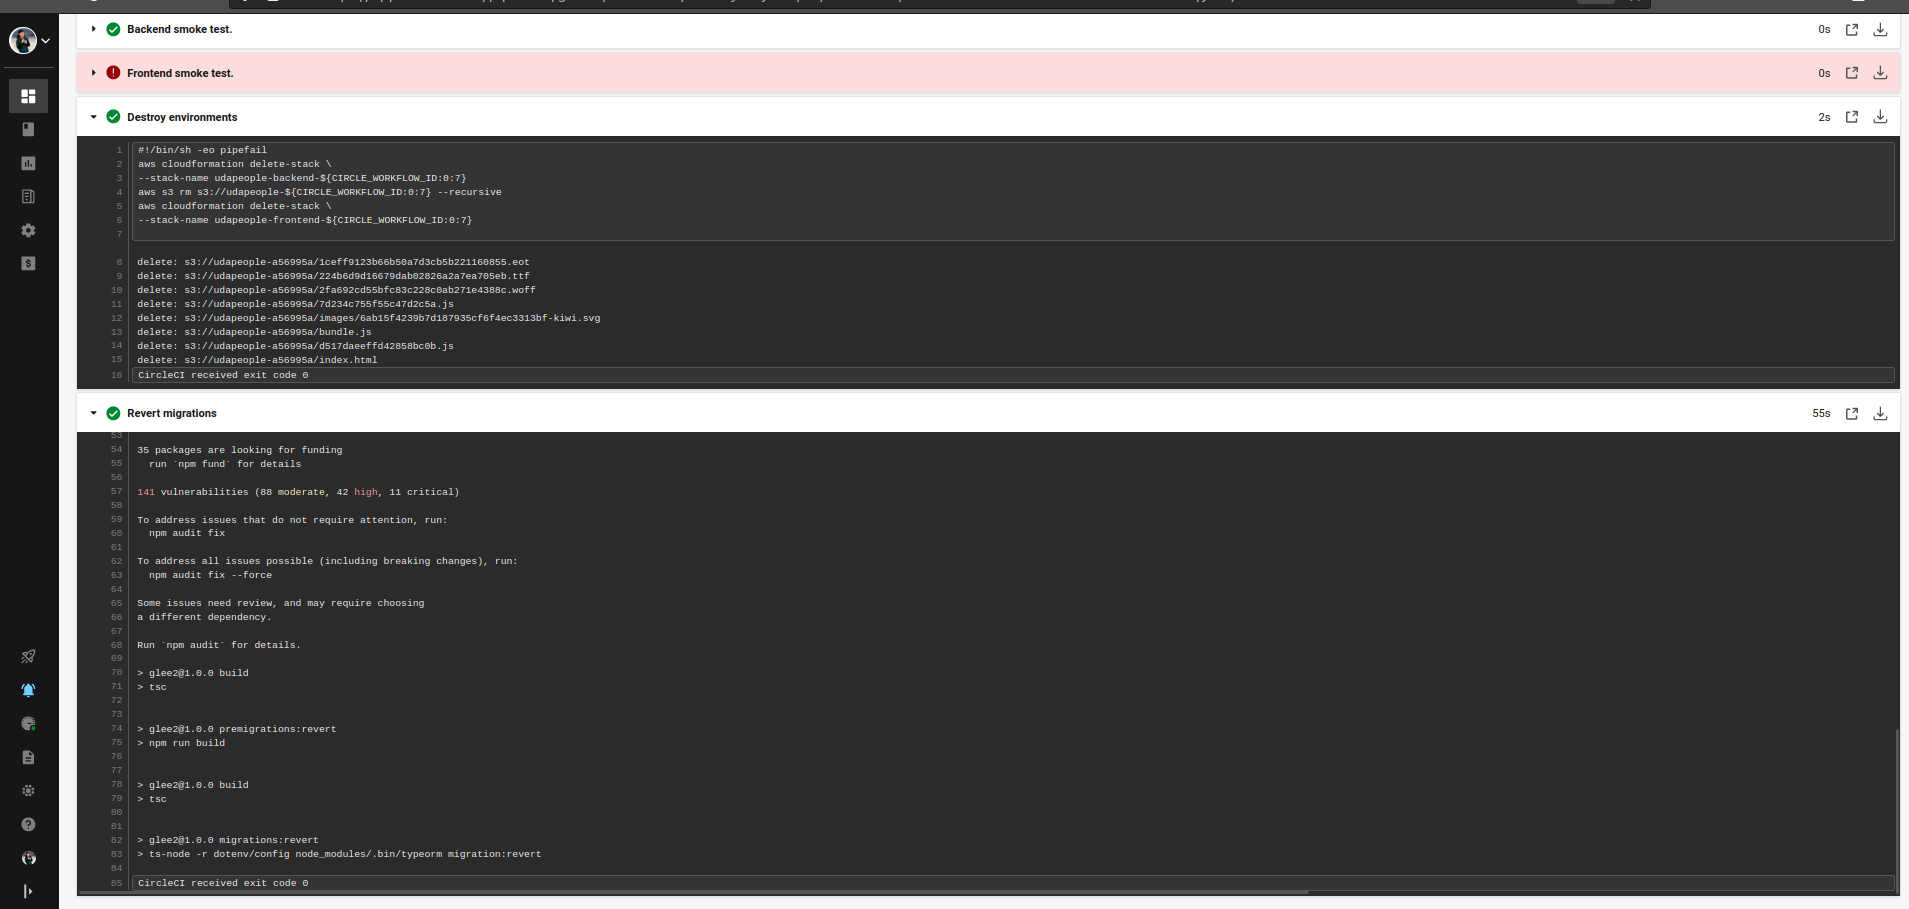 Backend smoke test.
0s
Frontend smoke test.
0s
Destroy environments
2s
1 #!/bin/sh -eo pipefail
2 aws cloudformation delete-stack \
3 --stack-name udapeople-backend-${CIRCLE_WORKFLOW_ID:0:7}
4 aws s3 rm s3://udapeople-${CIRCLE_WORKFLOW_ID:0:7} --recursive
5 aws cloudformation delete-stack \
6 --stack-name udapeople-frontend-${CIRCLE_WORKFLOW_ID:0:7}
7
8 delete: s3://udapeople-a56995a/1ceff9123b66b50a7d3cb5b221160855.eot
9 delete: s3://udapeople-a56995a/224b6d9d16679dab02826a2a7ea705eb.ttf
10 delete: s3://udapeople-a56995a/2fa692cd55bfc83c228c0ab271e4388c.woff
11 delete: s3://udapeople-a56995a/7d234c755f55c47d2c5a.js
12 delete: s3://udapeople-a56995a/images/6ab15f4239b7d187935cf6f4ec3313bf-kiwi.svg
13 delete: s3://udapeople-a56995a/bundle.js
14 delete: s3://udapeople-a56995a/d517daeeffd42858bc0b.js
15 delete: s3://udapeople-a56995a/index.html
16 CircleCI received exit code 0
Revert migrations
55s
53
54 35 packages are looking for funding
55 run `npm fund` for details
56
57 141 vulnerabilities (88 moderate, 42 high, 11 critical)
58
59 To address issues that do not require attention, run:
60 npm audit fix
61
62 To address all issues possible (including breaking changes), run:
63 npm audit fix --force
64
65 Some issues need review, and may require choosing
66 a different dependency.
67
68 Run `npm audit` for details.
69
70 > glee2@1.0.0 build
71 > tsc
72
73
74 > glee2@1.0.0 premigrations:revert
75 > npm run build
76
77
78 > glee2@1.0.0 build
79 > tsc
80
81
82 > glee2@1.0.0 migrations:revert
83 > ts-node -r dotenv/config node_modules/.bin/typeorm migration:revert
84
85 CircleCI received exit code 0